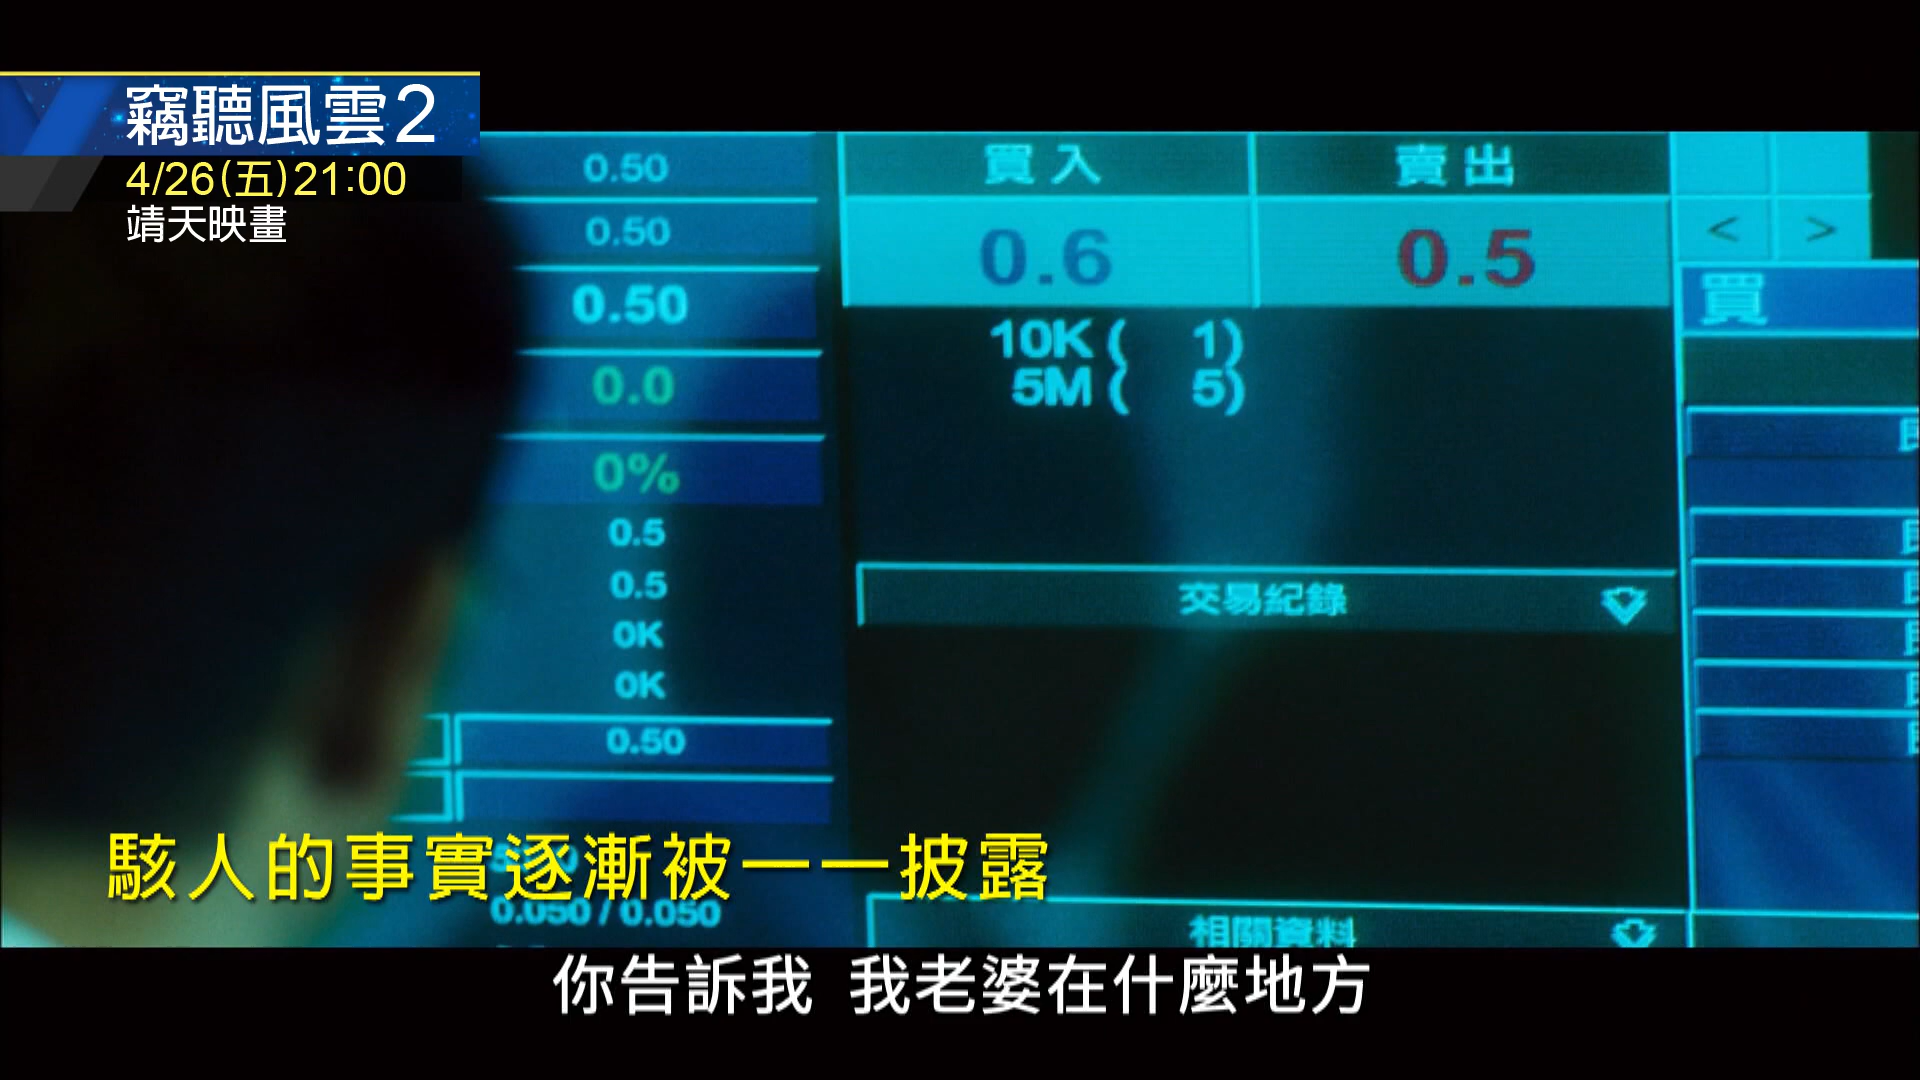 竊聽風雲2
4/26(五)21:00
靖天映畫
0.50
0.50
0.50
0.0
0%
0.5
0.5
0K
0K
0.50
0.050 / 0.050
買入
賣出
0.6
0.5
10K ( 1)
5M ( 5)
交易紀錄
相關資料
< >
買
駭人的事實逐漸被一一披露
你告訴我 我老婆在什麼地方